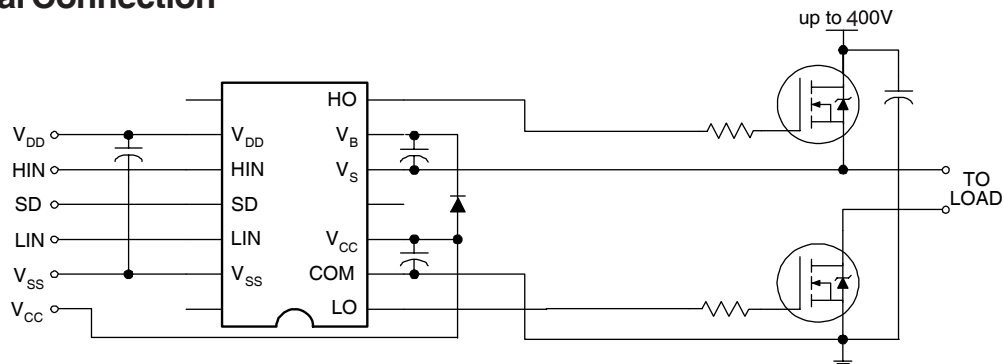 al Connection
up to 400V
HO
V_DD
V_DD
V_B
HIN
HIN
V_S
TO
LOAD
SD
SD
LIN
LIN
V_CC
V_SS
V_SS
COM
V_CC
LO